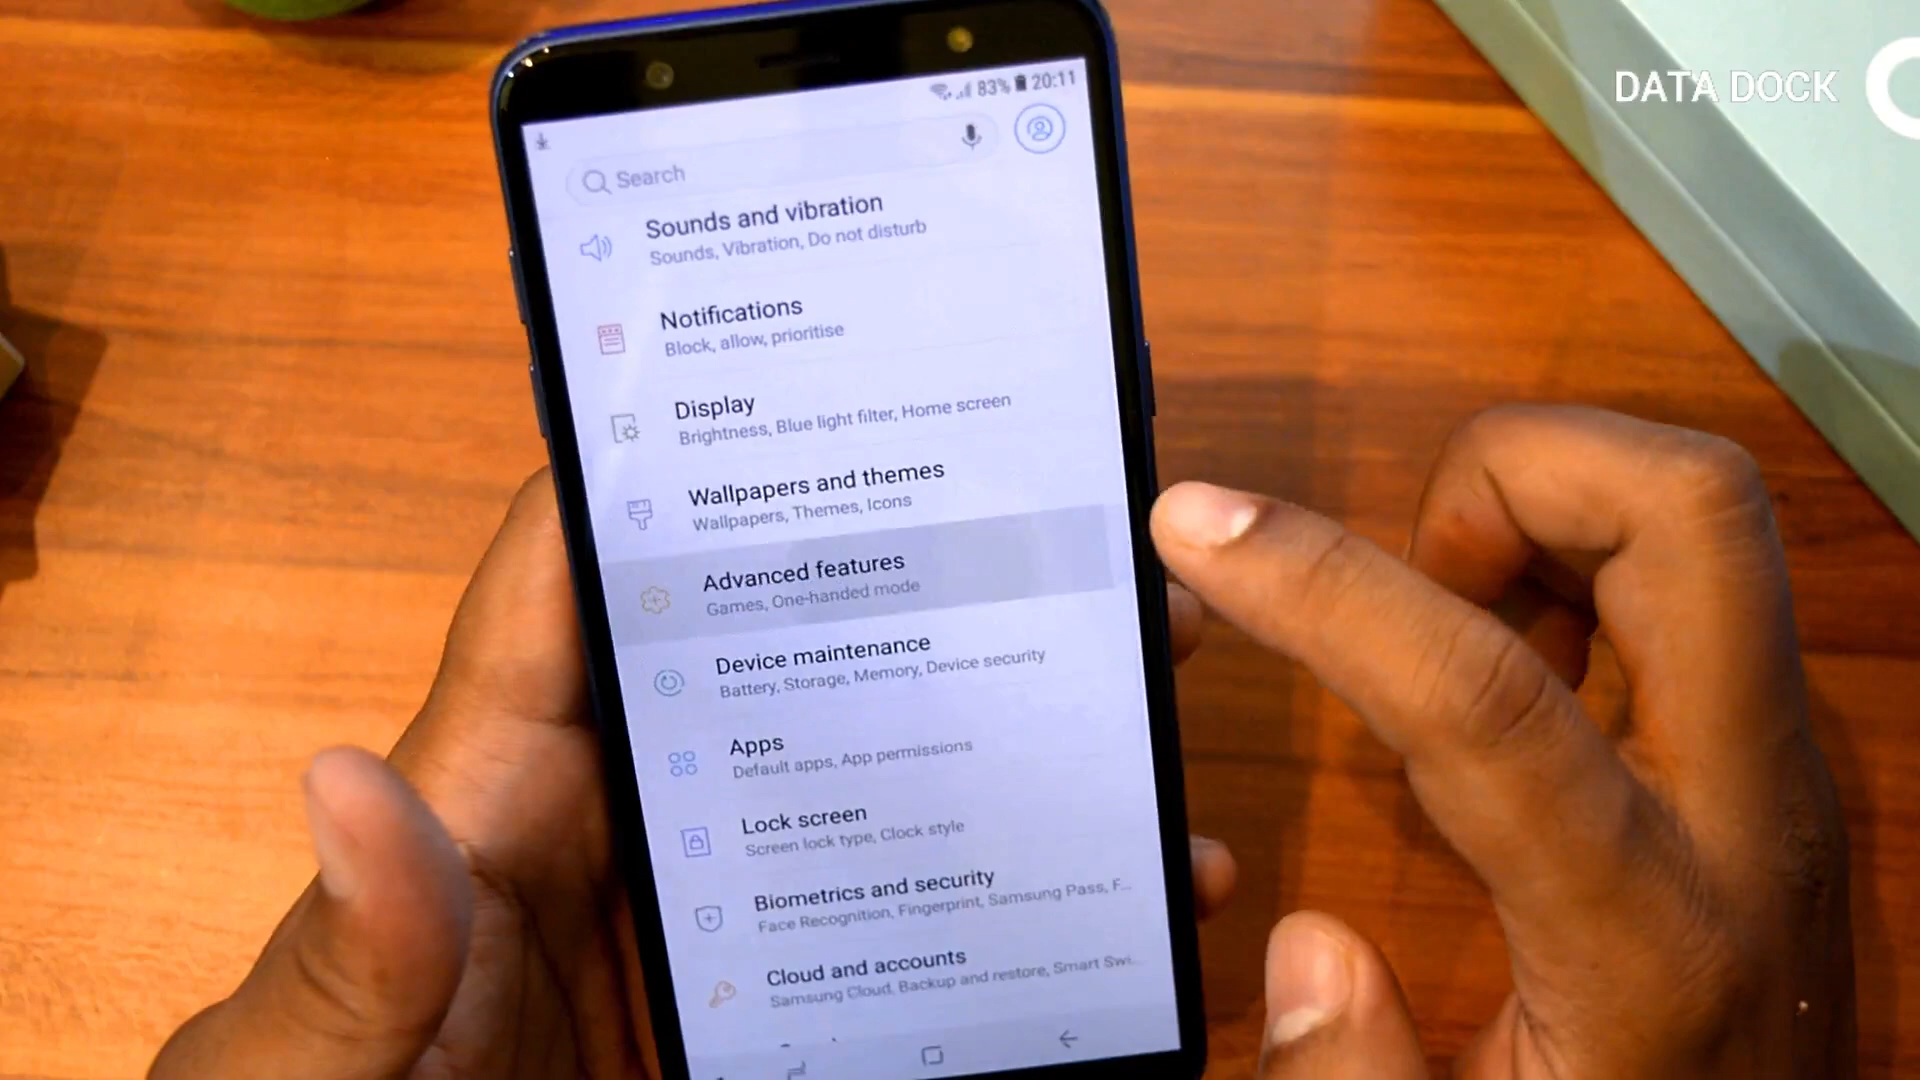 DATA DOCK
83% 20:11
Search
Sounds and vibration
Sounds, Vibration, Do not disturb
Notifications
Block, allow, prioritise
Display
Brightness, Blue light filter, Home screen
Wallpapers and themes
Wallpapers, Themes, Icons
Advanced features
Games, One-handed mode
Device maintenance
Battery, Storage, Memory, Device security
Apps
Default apps, App permissions
Lock screen
Screen lock type, Clock style
Biometrics and security
Face Recognition, Fingerprint, Samsung Pass, F...
Cloud and accounts
Samsung Cloud, Backup and restore, Smart Swi...